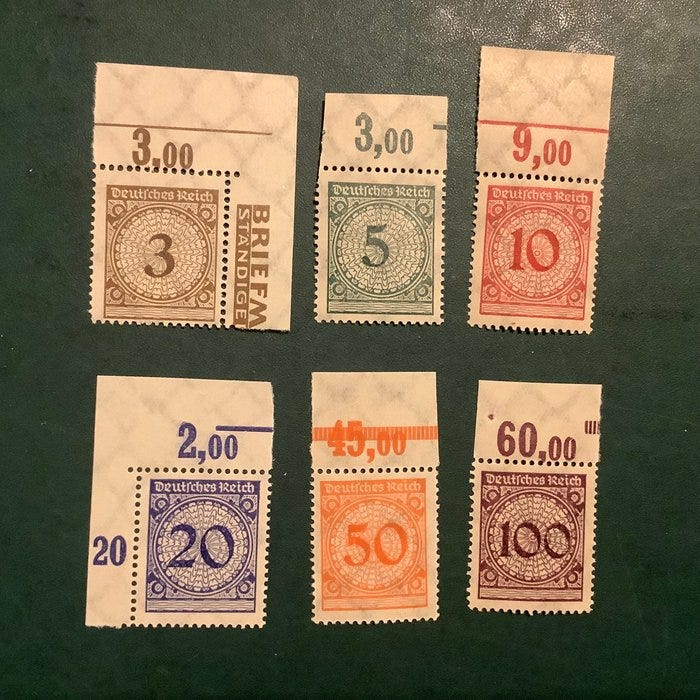 3,00
Deutsches Reich
3
BRIEFM
STÄNDIGE
3,00
Deutsches Reich
5
9,00
Deutsches Reich
10
2,00
20
Deutsches Reich
20
45,00
Deutsches Reich
50
60,00
Deutsches Reich
100